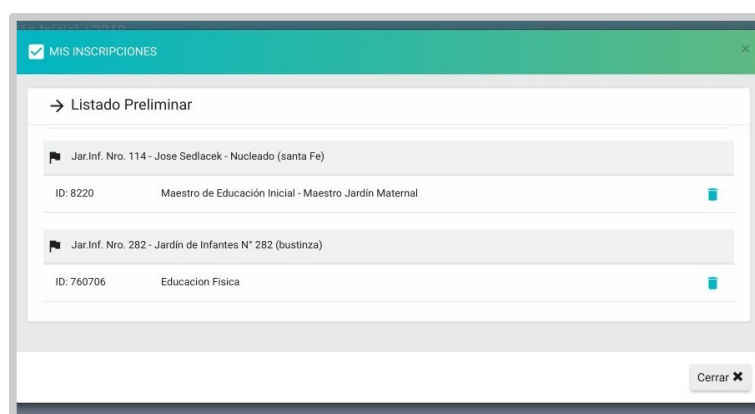 MIS INSCRIPCIONES
Listado Preliminar
Jar.Inf. Nro. 114 - Jose Sedlacek - Nucleado (santa Fe)
ID: 8220 Maestro de Educación Inicial - Maestro Jardín Maternal
Jar.Inf. Nro. 282 - Jardín de Infantes N° 282 (bustinza)
ID: 760706 Educacion Fisica
Cerrar